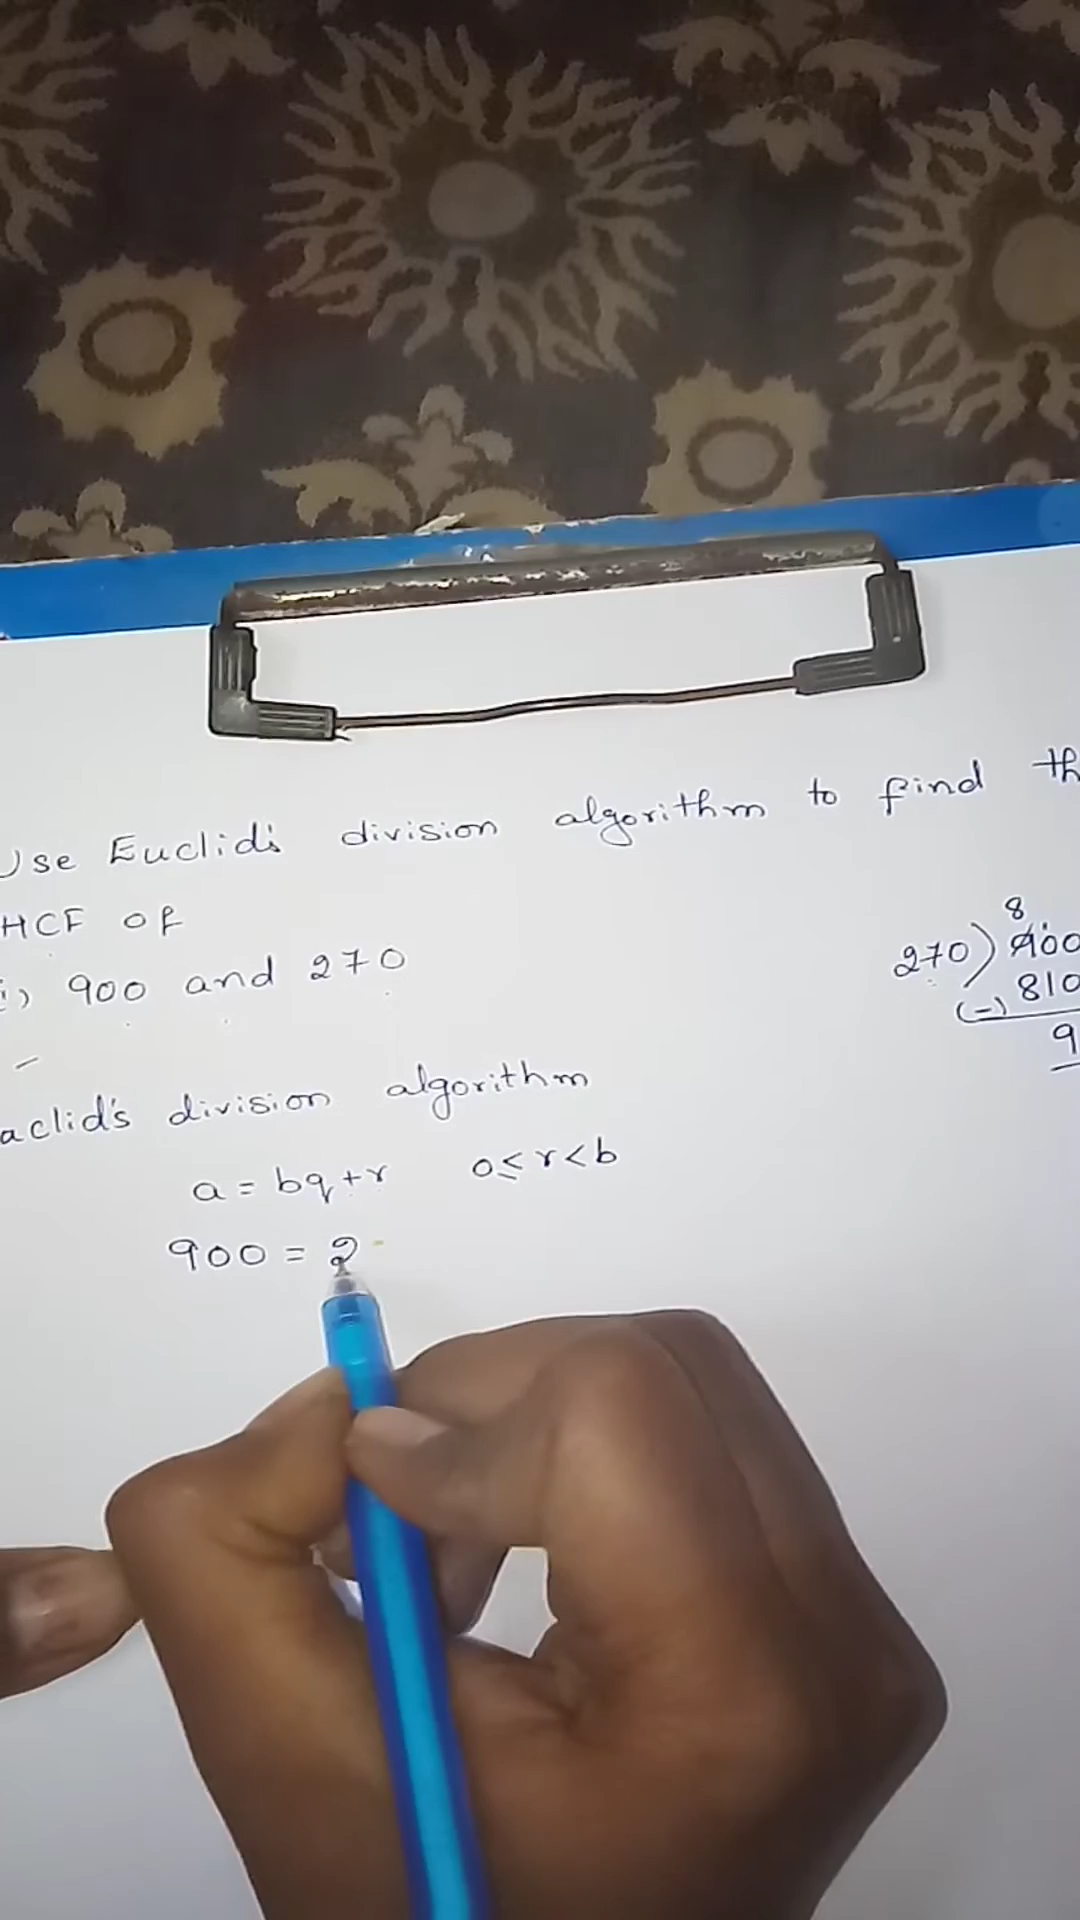 Use Euclid's division algorithm to find th
HCF of
i) 900 and 270
8
270 ) 900
(-) 810
9
aclid's division algorithm
a = bq + r 0 ≤ r < b
900 = 2